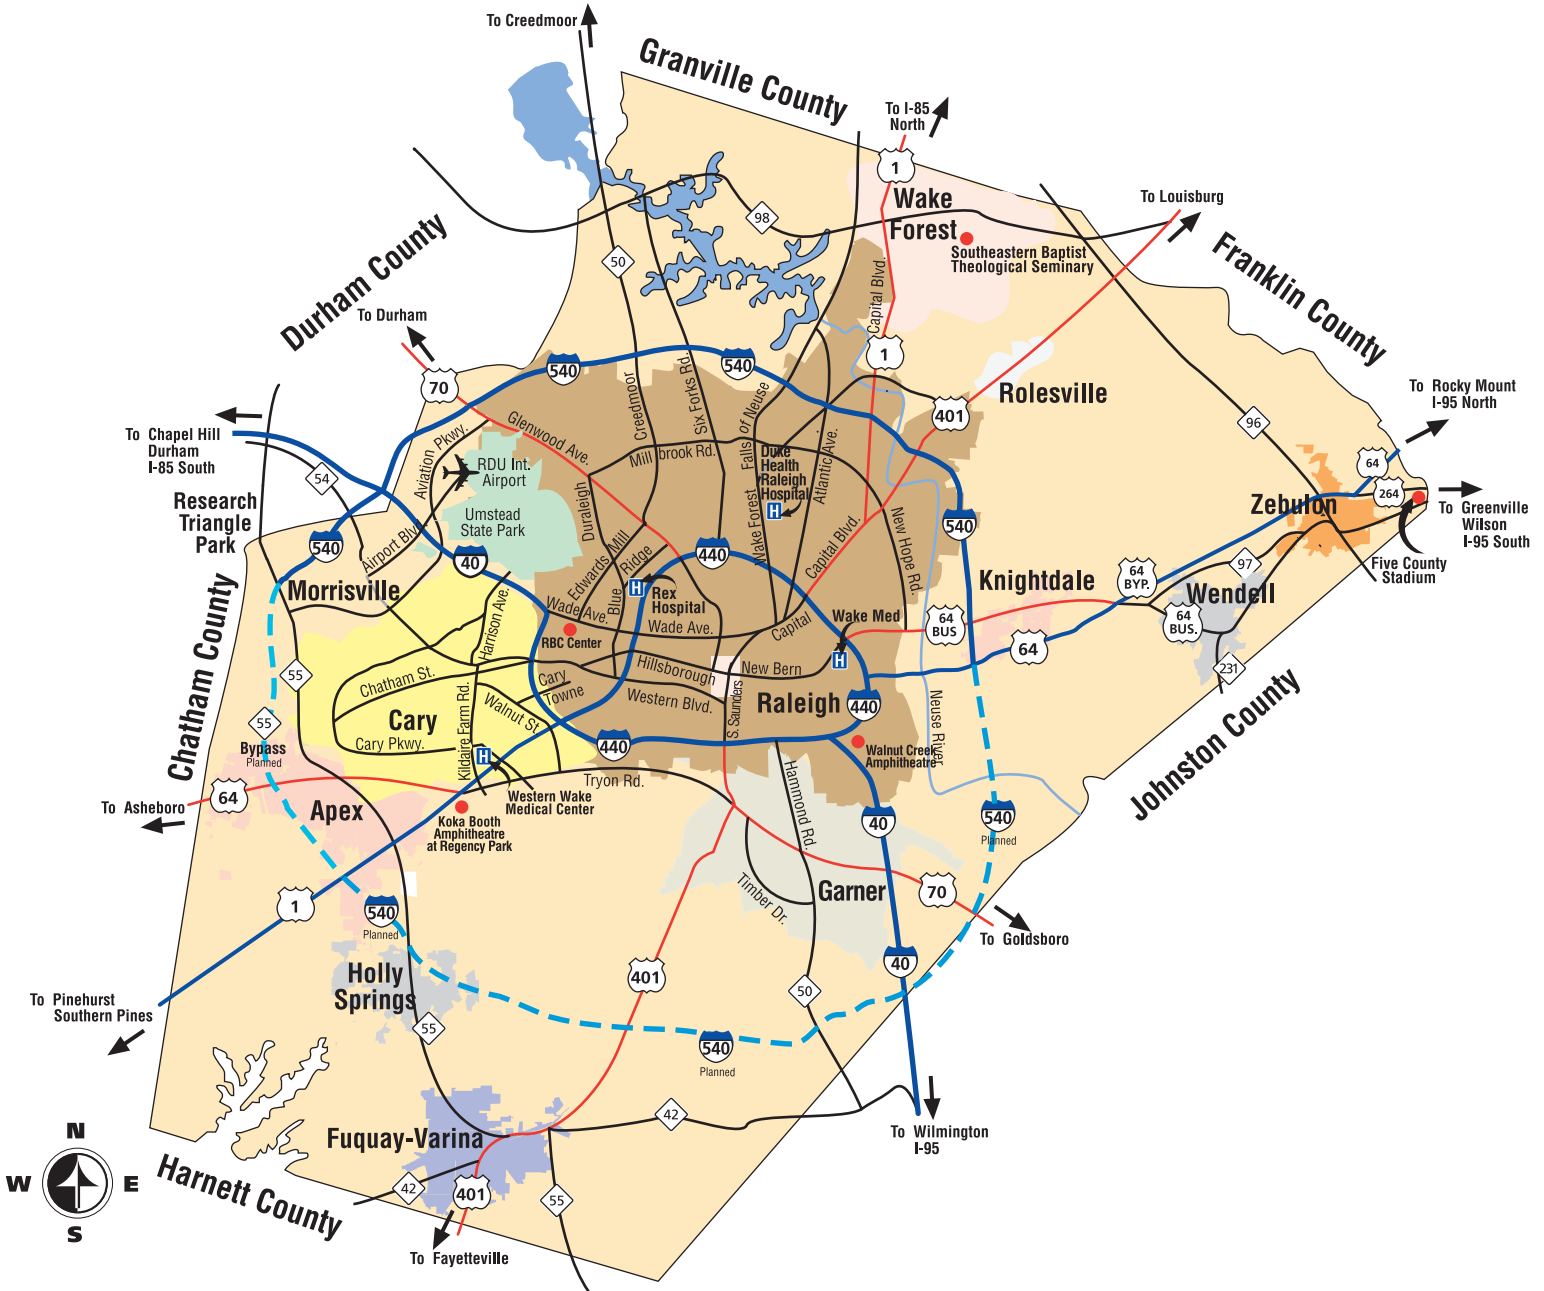 To Creedmoor
Granville County
To I-85
North
1
Wake
Forest
Southeastern Baptist
Theological Seminary
To Louisburg
Franklin County
98
50
Durham County
To Durham
70
540
540
Capital Blvd.
1
401
Rolesville
To Rocky Mount
I-95 North
96
64
264
Zebulon
To Greenville
Wilson
I-95 South
Five County
Stadium
To Chapel Hill
Durham
I-85 South
54
Research
Triangle
Park
Aviation Pkwy.
Glenwood Ave.
Creedmoor
Six Forks Rd.
Falls of Neuse
Millbrook Rd.
RDU Int.
Airport
Umstead
State Park
Duraleigh
Duke
Health
Raleigh
Hospital
H
Atlantic Ave.
Wake Forest
Capital Blvd.
New Hope Rd.
540
540
Airport Blvd.
40
440
Edwards Mill
Blue Ridge
H
Rex
Hospital
Wade Ave.
Wade Ave.
Capital
Wake Med
H
64
BUS
Knightdale
64
BYP.
97
Wendell
64
BUS.
231
64
Morrisville
Harrison Ave.
RBC Center
Chatham County
55
Chatham St.
Cary
Towne
Hillsborough
New Bern
Western Blvd.
S. Saunders
Raleigh
440
Neuse River
Johnston County
55
Bypass
Planned
Cary
Cary Pkwy.
Kildaire Farm Rd.
Walnut St.
H
440
Walnut Creek
Amphitheatre
Tryon Rd.
Western Wake
Medical Center
Hammond Rd.
40
540
Planned
To Asheboro
64
Apex
Koka Booth
Amphitheatre
at Regency Park
Timber Dr.
Garner
70
To Goldsboro
1
540
Planned
Holly
Springs
40
401
50
To Pinehurst
Southern Pines
55
540
Planned
42
To Wilmington
I-95
Fuquay-Varina
N
W E
S
Harnett County
42
401
55
To Fayetteville